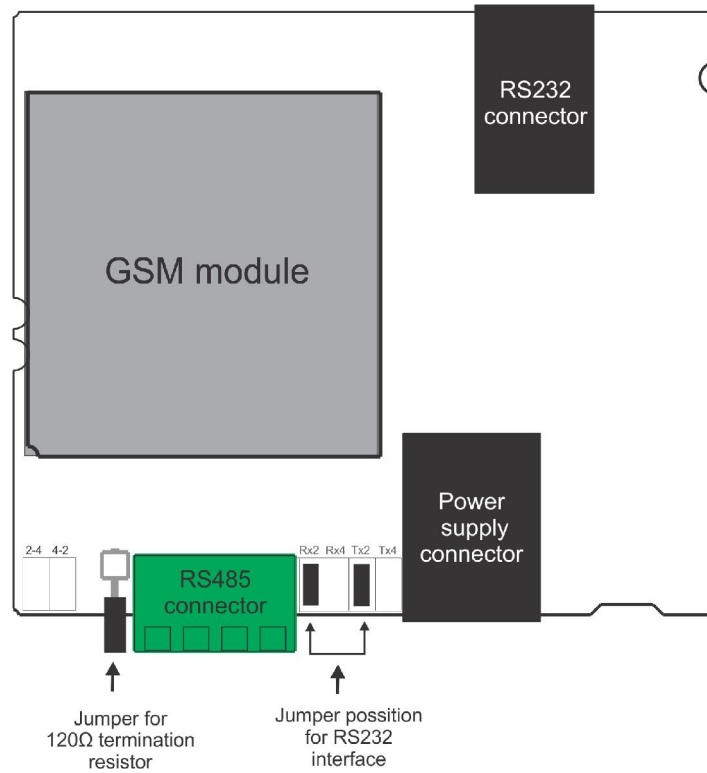 RS232
connector
GSM module
Power
supply
connector
2-4 4-2
RS485
connector
Rx2 Rx4 Tx2 Tx4
Jumper for
120Ω termination
resistor
Jumper possition
for RS232
interface